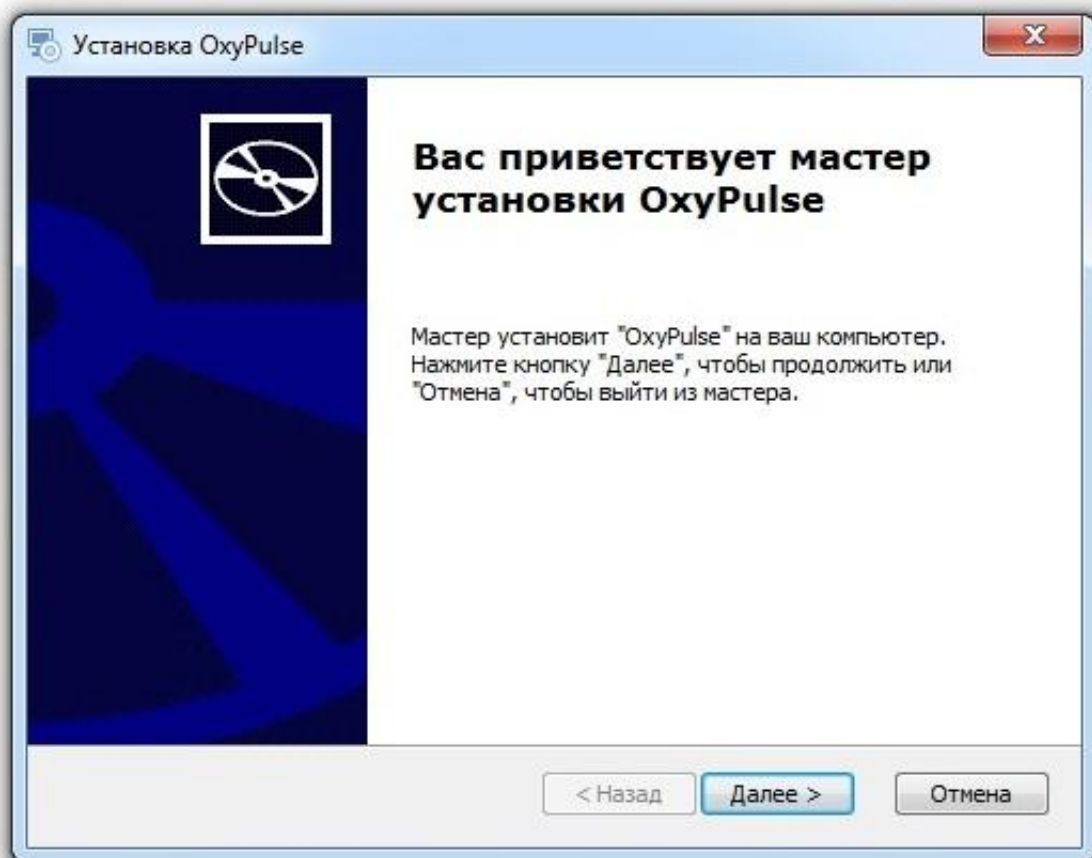 Установка OxyPulse
Вас приветствует мастер
установки OxyPulse
Мастер установит "OxyPulse" на ваш компьютер.
Нажмите кнопку "Далее", чтобы продолжить или
"Отмена", чтобы выйти из мастера.
< Назад Далее > Отмена